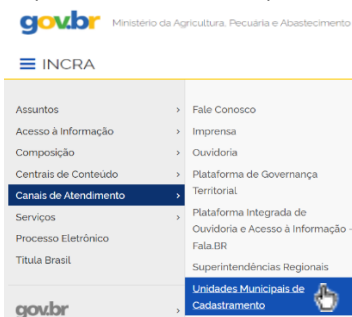 gov.br Ministério da Agricultura, Pecuária e Abastecimento
INCRA
Assuntos
Acesso à Informação
Composição
Centrais de Conteúdo
Canais de Atendimento
Serviços
Processo Eletrônico
Titula Brasil
gov.br
Fale Conosco
Imprensa
Ouvidoria
Plataforma de Governança
Territorial
Plataforma Integrada de
Ouvidoria e Acesso à Informação -
Fala.BR
Superintendências Regionais
Unidades Municipais de
Cadastramento